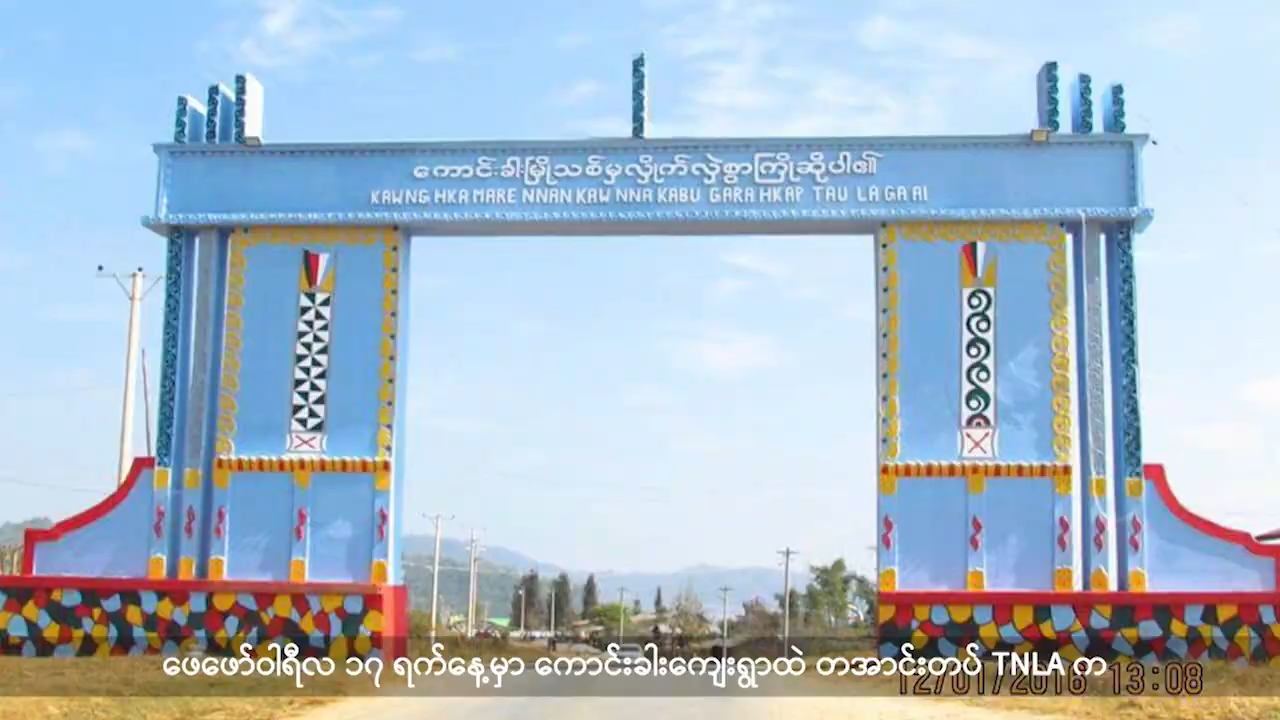 ကောင်းခါးမြို့သစ်မှလှိုက်လှဲစွာကြိုဆိုပါ၏
KAWNG HKA MARE NNAN KAW NNA KABU GARA HKAP TAU LA GA AI
ဖေဖော်ဝါရီလ ၁၇ ရက်နေ့မှာ ကောင်းခါးကျေးရွာထဲ တအာင်းတပ် TNLA က
12/01/2016 13:08